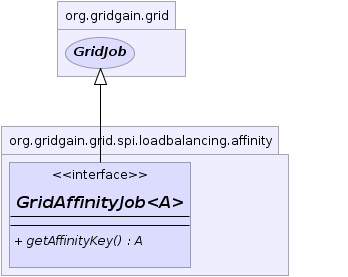 org.gridgain.grid
GridJob
org.gridgain.grid.spi.loadbalancing.affinity
<<interface>>
GridAffinityJob<A>
+ getAffinityKey() : A